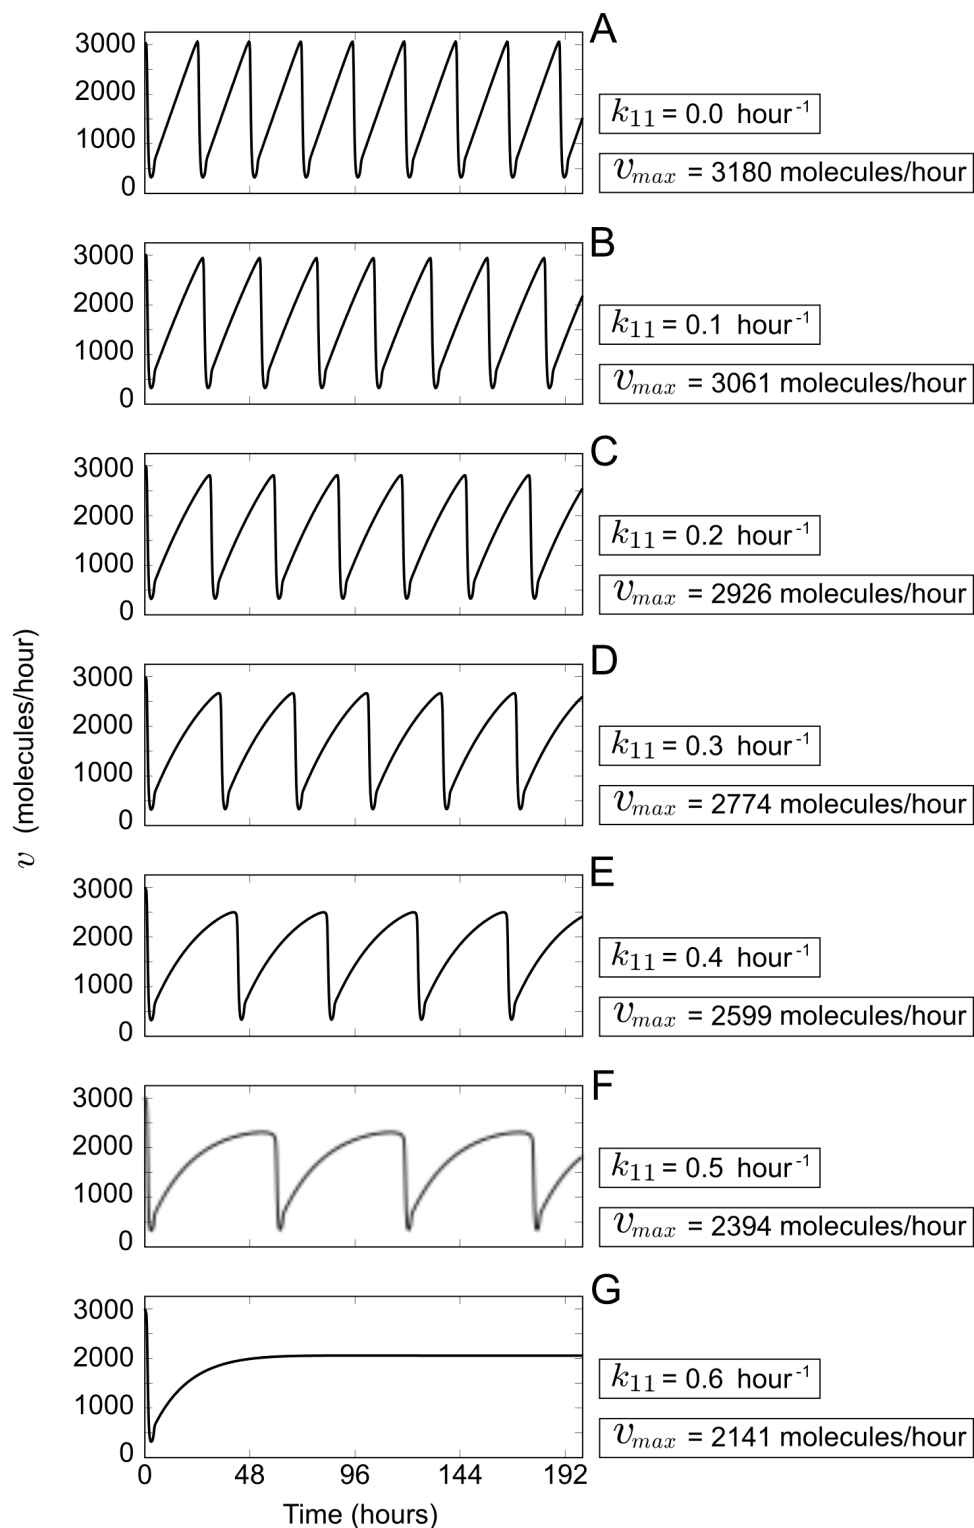 A
3000
2000
1000
0
k11 = 0.0 hour-1
vmax = 3180 molecules/hour
B
3000
2000
1000
0
k11 = 0.1 hour-1
vmax = 3061 molecules/hour
C
3000
2000
1000
0
k11 = 0.2 hour-1
vmax = 2926 molecules/hour
D
3000
2000
1000
0
k11 = 0.3 hour-1
vmax = 2774 molecules/hour
v (molecules/hour)
E
3000
2000
1000
0
k11 = 0.4 hour-1
vmax = 2599 molecules/hour
F
3000
2000
1000
0
k11 = 0.5 hour-1
vmax = 2394 molecules/hour
G
3000
2000
1000
0
k11 = 0.6 hour-1
vmax = 2141 molecules/hour
0 48 96 144 192
Time (hours)